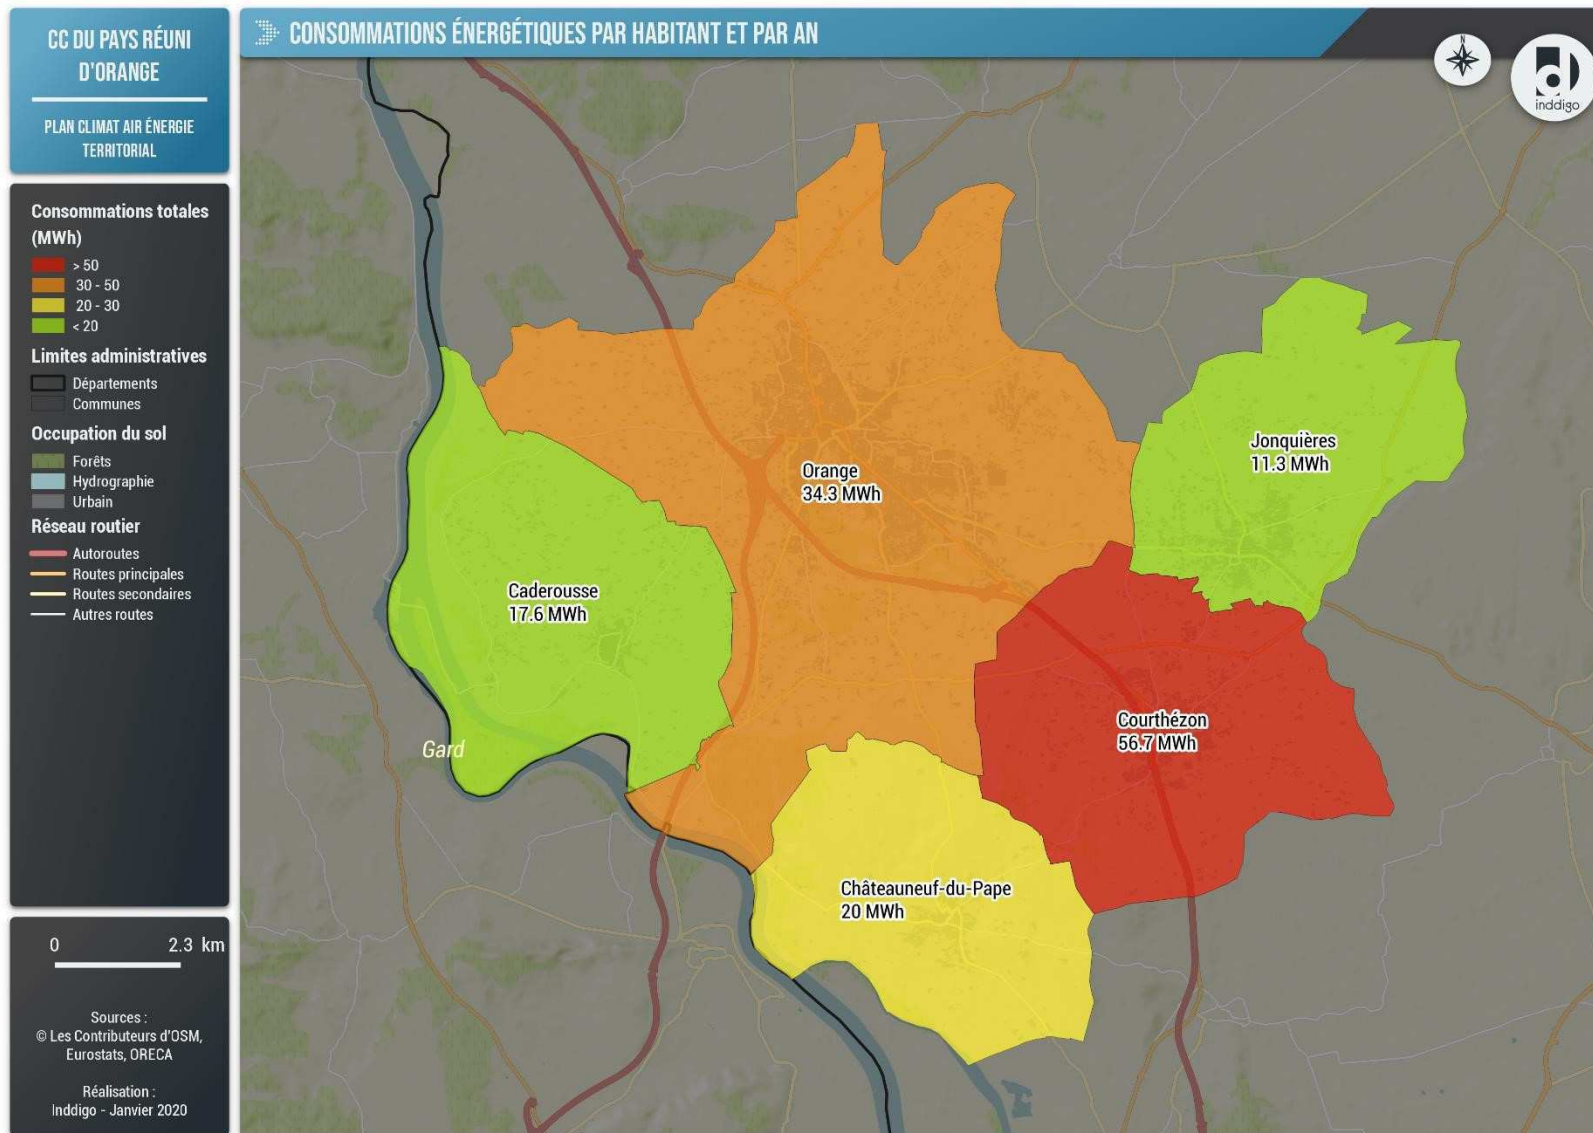 CC DU PAYS RÉUNI
D'ORANGE
PLAN CLIMAT AIR ÉNERGIE
TERRITORIAL
CONSOMMATIONS ÉNERGÉTIQUES PAR HABITANT ET PAR AN
N
inddigo
Consommations totales
(MWh)
> 50
30 - 50
20 - 30
< 20
Limites administratives
Départements
Communes
Occupation du sol
Forêts
Hydrographie
Urbain
Réseau routier
Autoroutes
Routes principales
Routes secondaires
Autres routes
Jonquières
11.3 MWh
Orange
34.3 MWh
Caderousse
17.6 MWh
Courthézon
56.7 MWh
Gard
Châteauneuf-du-Pape
20 MWh
0 2.3 km
Sources :
© Les Contributeurs d'OSM,
Eurostats, ORECA
Réalisation :
Inddigo - Janvier 2020